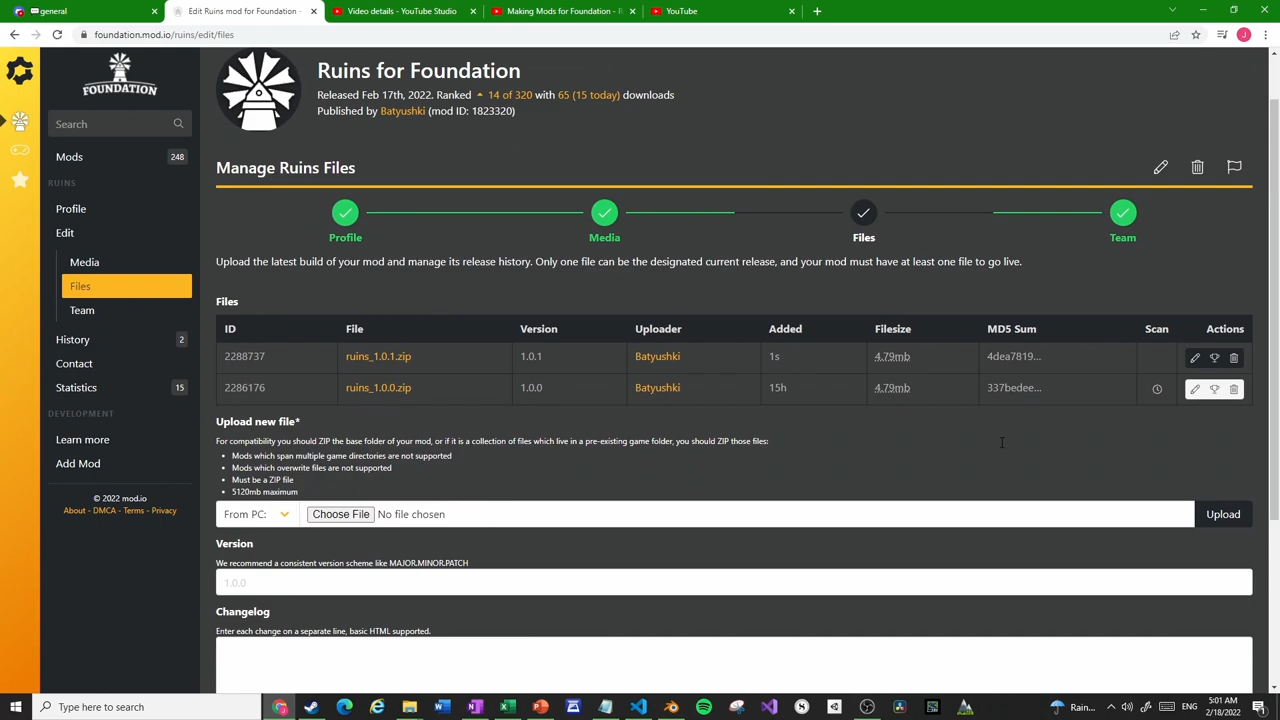 general
Edit Ruins mod for Foundation -
Video details - YouTube Studio
Making Mods for Foundation - R
YouTube
foundation.mod.io/ruins/edit/files
FOUNDATION
Search
Mods
248
RUINS
Profile
Edit
Media
Files
Team
History
2
Contact
Statistics
15
DEVELOPMENT
Learn more
Add Mod
© 2022 mod.io
About - DMCA - Terms - Privacy
Ruins for Foundation
Released Feb 17th, 2022. Ranked 14 of 320 with 65 (15 today) downloads
Published by Batyushki (mod ID: 1823320)
Manage Ruins Files
Profile
Media
Files
Team
Upload the latest build of your mod and manage its release history. Only one file can be the designated current release, and your mod must have at least one file to go live.
Files
ID File Version Uploader Added Filesize MD5 Sum Scan Actions
2288737 ruins_1.0.1.zip 1.0.1 Batyushki 1s 4.79mb 4dea7819...
2286176 ruins_1.0.0.zip 1.0.0 Batyushki 15h 4.79mb 337bedee...
Upload new file*
For compatibility you should ZIP the base folder of your mod, or if it is a collection of files which live in a pre-existing game folder, you should ZIP those files:
• Mods which span multiple game directories are not supported
• Mods which overwrite files are not supported
• Must be a ZIP file
• 5120mb maximum
From PC: Choose File No file chosen Upload
Version
We recommend a consistent version scheme like MAJOR.MINOR.PATCH
1.0.0
Changelog
Enter each change on a separate line, basic HTML supported.
Type here to search
Rain...
ENG
5:01 AM
2/18/2022